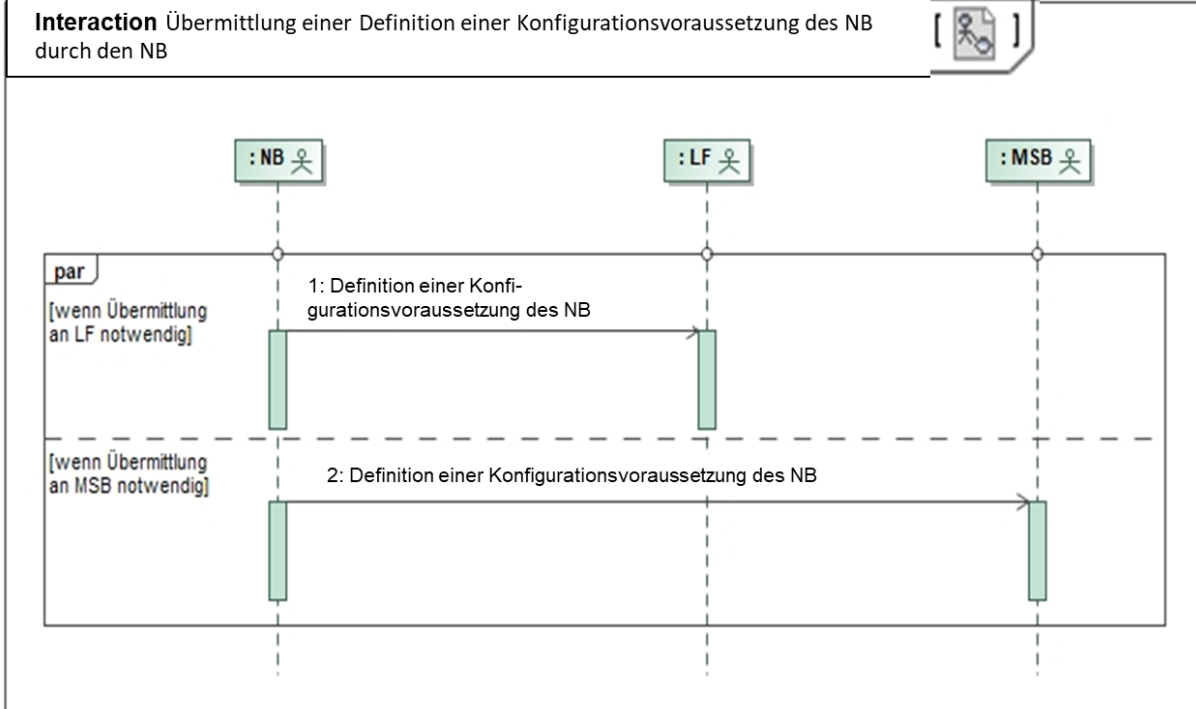 Interaction Übermittlung einer Definition einer Konfigurationsvoraussetzung des NB
durch den NB
[ ]
: NB
: LF
: MSB
par
[wenn Übermittlung
an LF notwendig]
1: Definition einer Konfi-
gurationsvoraussetzung des NB
[wenn Übermittlung
an MSB notwendig]
2: Definition einer Konfigurationsvoraussetzung des NB